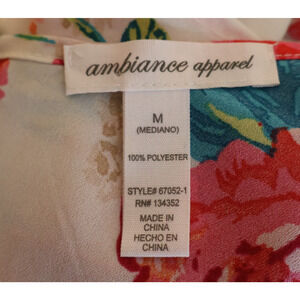 ambiance apparel
M
(MEDIANO)
100% POLYESTER
STYLE# 67052-1
RN# 134352
MADE IN
CHINA
HECHO EN
CHINA